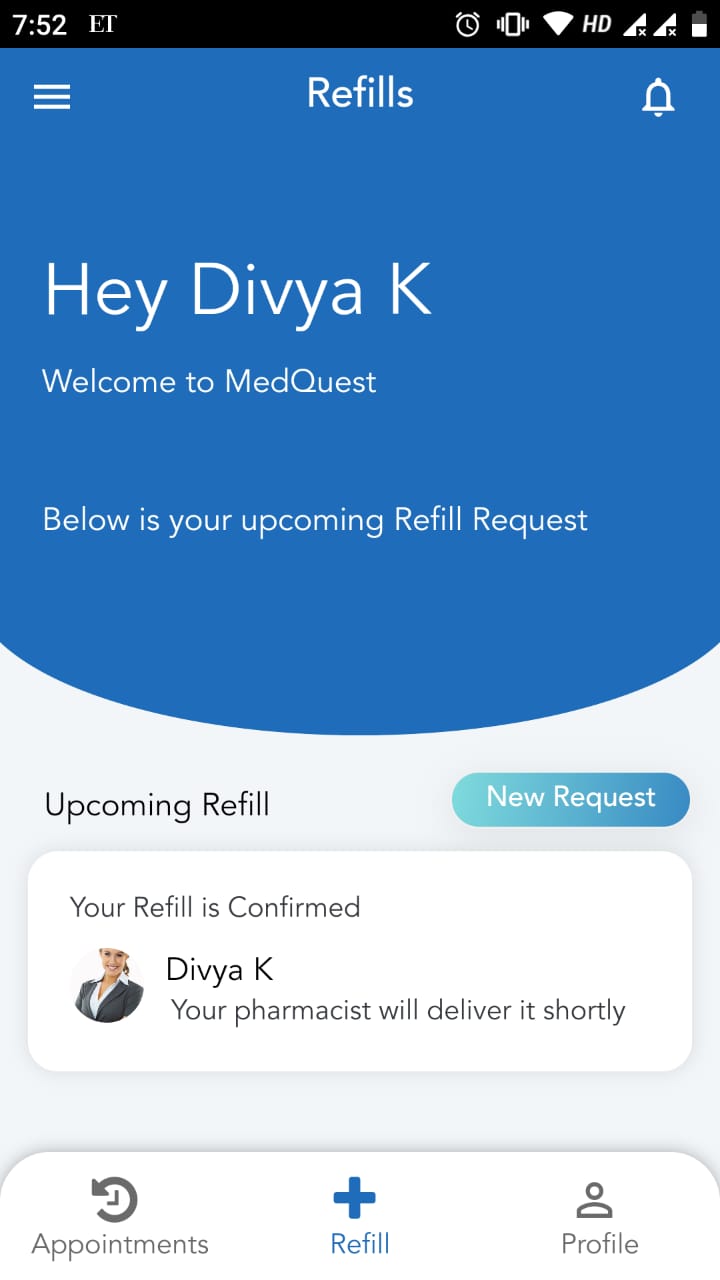 7:52 ET HD
Refills
Hey Divya K
Welcome to MedQuest
Below is your upcoming Refill Request
Upcoming Refill
New Request
Your Refill is Confirmed
Divya K
Your pharmacist will deliver it shortly
Appointments
Refill
Profile